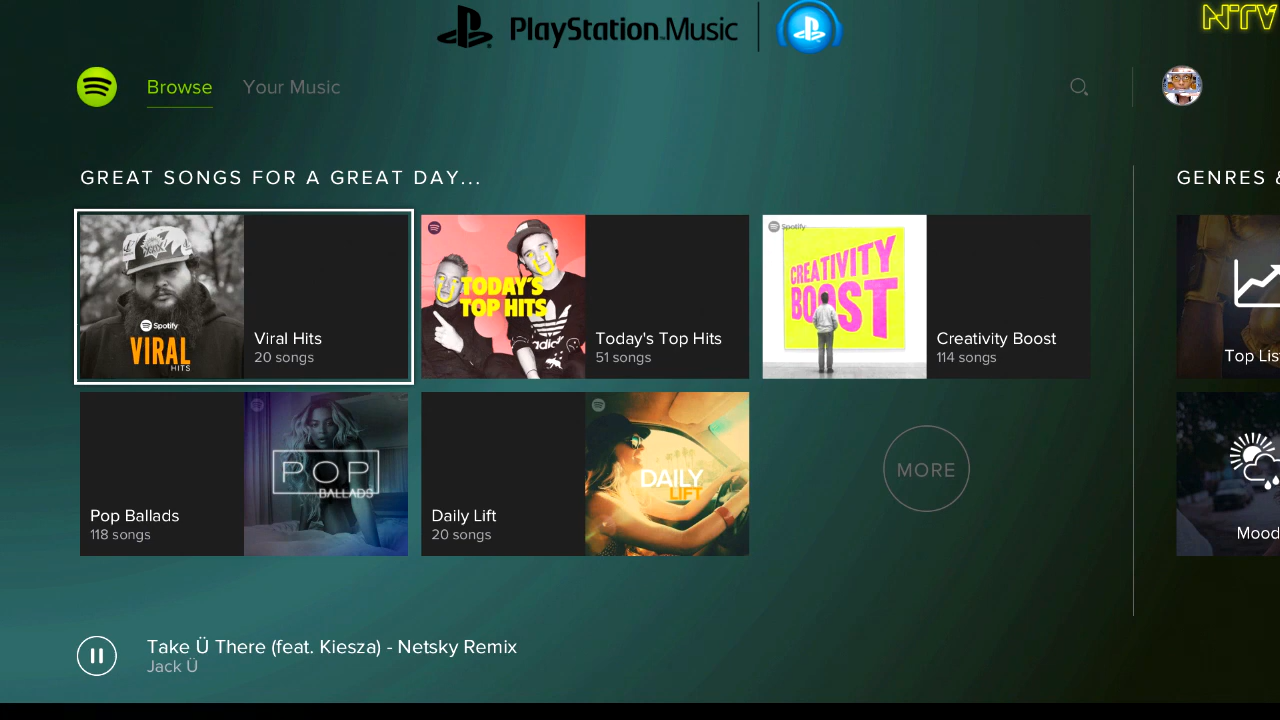 PlayStation®Music
NTV
Browse
Your Music
GREAT SONGS FOR A GREAT DAY...
GENRES &
Spotify
VIRAL
HITS
Viral Hits
20 songs
TODAY'S
TOP HITS
adidas
Today's Top Hits
51 songs
Spotify
CREATIVITY
BOOST
Creativity Boost
114 songs
Top Lis
Pop Ballads
118 songs
POP
BALLADS
Daily Lift
20 songs
DAILY
LIFT
MORE
Mood
Take Ü There (feat. Kiesza) - Netsky Remix
Jack Ü